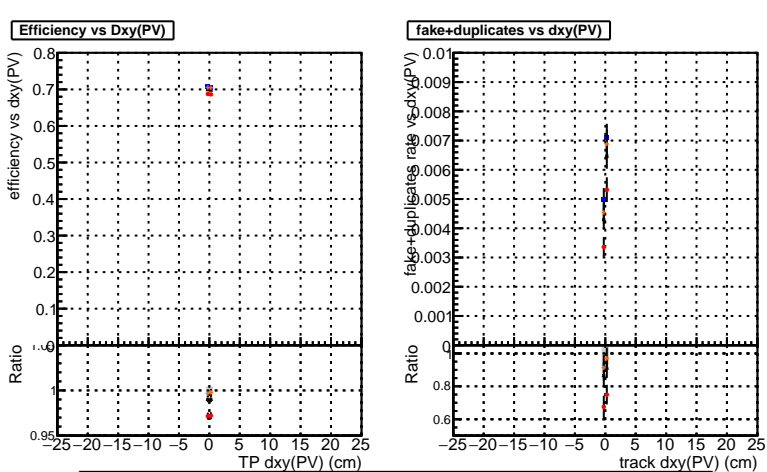 Efficiency vs Dxy(PV)
efficiency vs dxy(PV)
0.8
0.7
0.6
0.5
0.4
0.3
0.2
0.1
0
Ratio
1
0.95
−25 −20 −15 −10 −5 0 5 10 15 20 25
TP dxy(PV) (cm)
fake+duplicates vs dxy(PV)
fake+duplicates rate vs dxy(PV)
0.01
0.009
0.008
0.007
0.006
0.005
0.004
0.003
0.002
0.001
0
Ratio
1
0.8
0.6
−25 −20 −15 −10 −5 0 5 10 15 20 25
track dxy(PV) (cm)